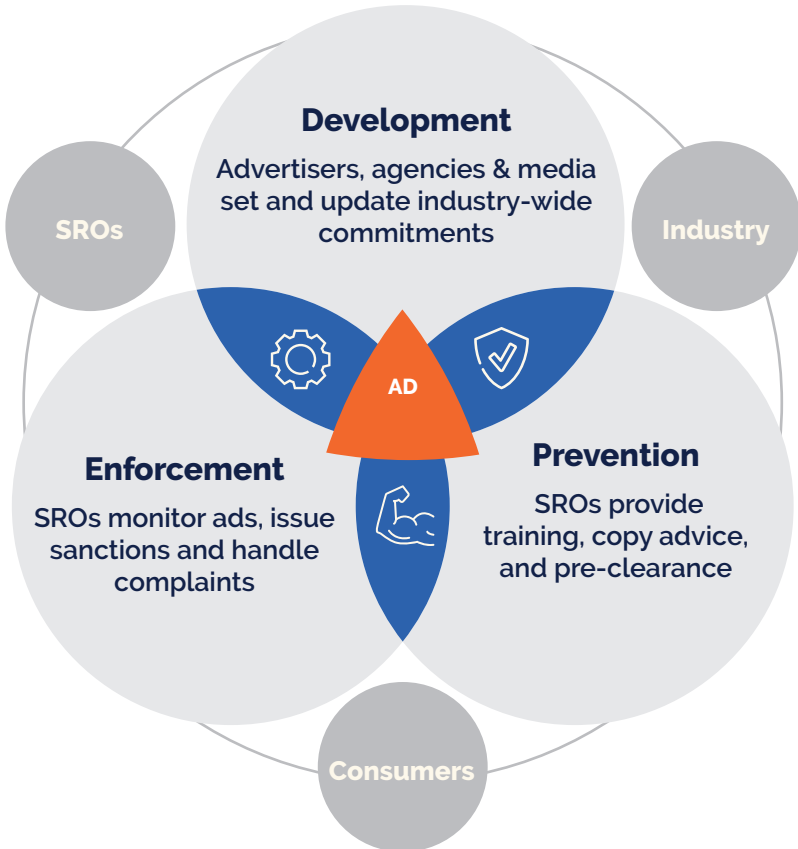 Development
Advertisers, agencies & media
set and update industry-wide
commitments
SROs
Industry
AD
Enforcement
SROs monitor ads, issue
sanctions and handle
complaints
Prevention
SROs provide
training, copy advice,
and pre-clearance
Consumers